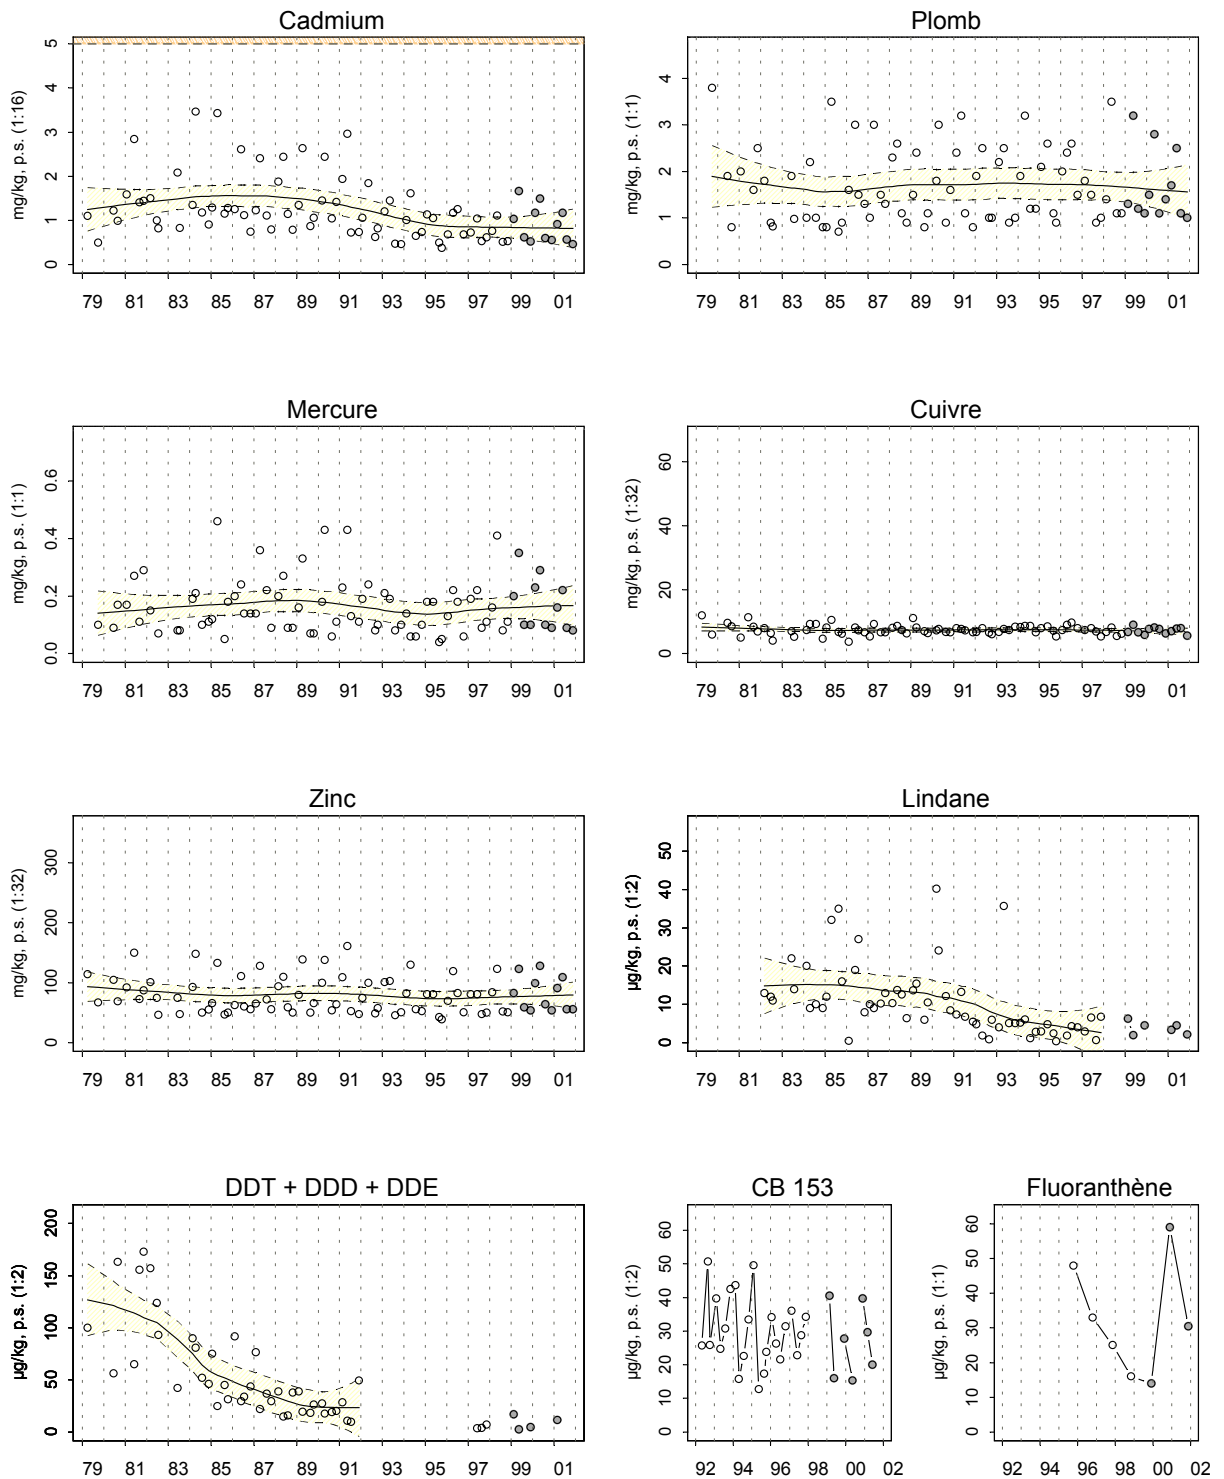 Cadmium
Plomb
mg/kg, p.s. (1:16)
0 1 2 3 4 5
79 81 83 85 87 89 91 93 95 97 99 01
mg/kg, p.s. (1:1)
0 1 2 3 4
79 81 83 85 87 89 91 93 95 97 99 01
Mercure
Cuivre
mg/kg, p.s. (1:1)
0.0 0.2 0.4 0.6
79 81 83 85 87 89 91 93 95 97 99 01
mg/kg, p.s. (1:32)
0 20 40 60
79 81 83 85 87 89 91 93 95 97 99 01
Zinc
Lindane
mg/kg, p.s. (1:32)
0 100 200 300
79 81 83 85 87 89 91 93 95 97 99 01
µg/kg, p.s. (1:2)
0 10 20 30 40 50
79 81 83 85 87 89 91 93 95 97 99 01
DDT + DDD + DDE
CB 153
Fluoranthène
µg/kg, p.s. (1:2)
0 50 100 150 200
79 81 83 85 87 89 91 93 95 97 99 01
µg/kg, p.s. (1:2)
0 10 20 30 40 50 60
92 94 96 98 00 02
µg/kg, p.s. (1:1)
0 10 20 30 40 50 60
92 94 96 98 00 02